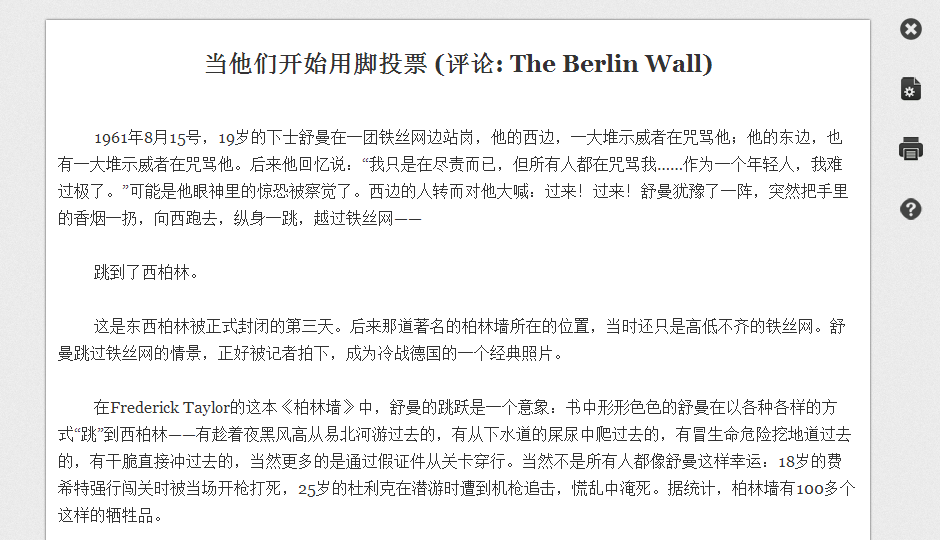 当他们开始用脚投票 (评论: The Berlin Wall)
1961年8月15号，19岁的下士舒曼在一团铁丝网边站岗，他的西边，一大堆示威者在咒骂他；他的东边，也
有一大堆示威者在咒骂他。后来他回忆说：“我只是在尽责而已，但所有人都在咒骂我……作为一个年轻人，我难
过极了。”可能是他眼神里的惊恐被察觉了。西边的人转而对他大喊：过来！过来！舒曼犹豫了一阵，突然把手里
的香烟一扔，向西跑去，纵身一跳，越过铁丝网——
跳到了西柏林。
这是东西柏林被正式封闭的第三天。后来那道著名的柏林墙所在的位置，当时还只是高低不齐的铁丝网。舒
曼跳过铁丝网的情景，正好被记者拍下，成为冷战德国的一个经典照片。
在Frederick Taylor的这本《柏林墙》中，舒曼的跳跃是一个意象：书中形形色色的舒曼在以各种各样的方
式“跳”到西柏林——有趁着夜黑风高从易北河游过去的，有从下水道的屎尿中爬过去的，有冒生命危险挖地道过去
的，有干脆直接冲过去的，当然更多的是通过假证件从关卡穿行。当然不是所有人都像舒曼这样幸运：18岁的费
希特强行闯关时被当场开枪打死，25岁的杜利克在潜游时遭到机枪追击，慌乱中淹死。据统计，柏林墙有100多个
这样的牺牲品。